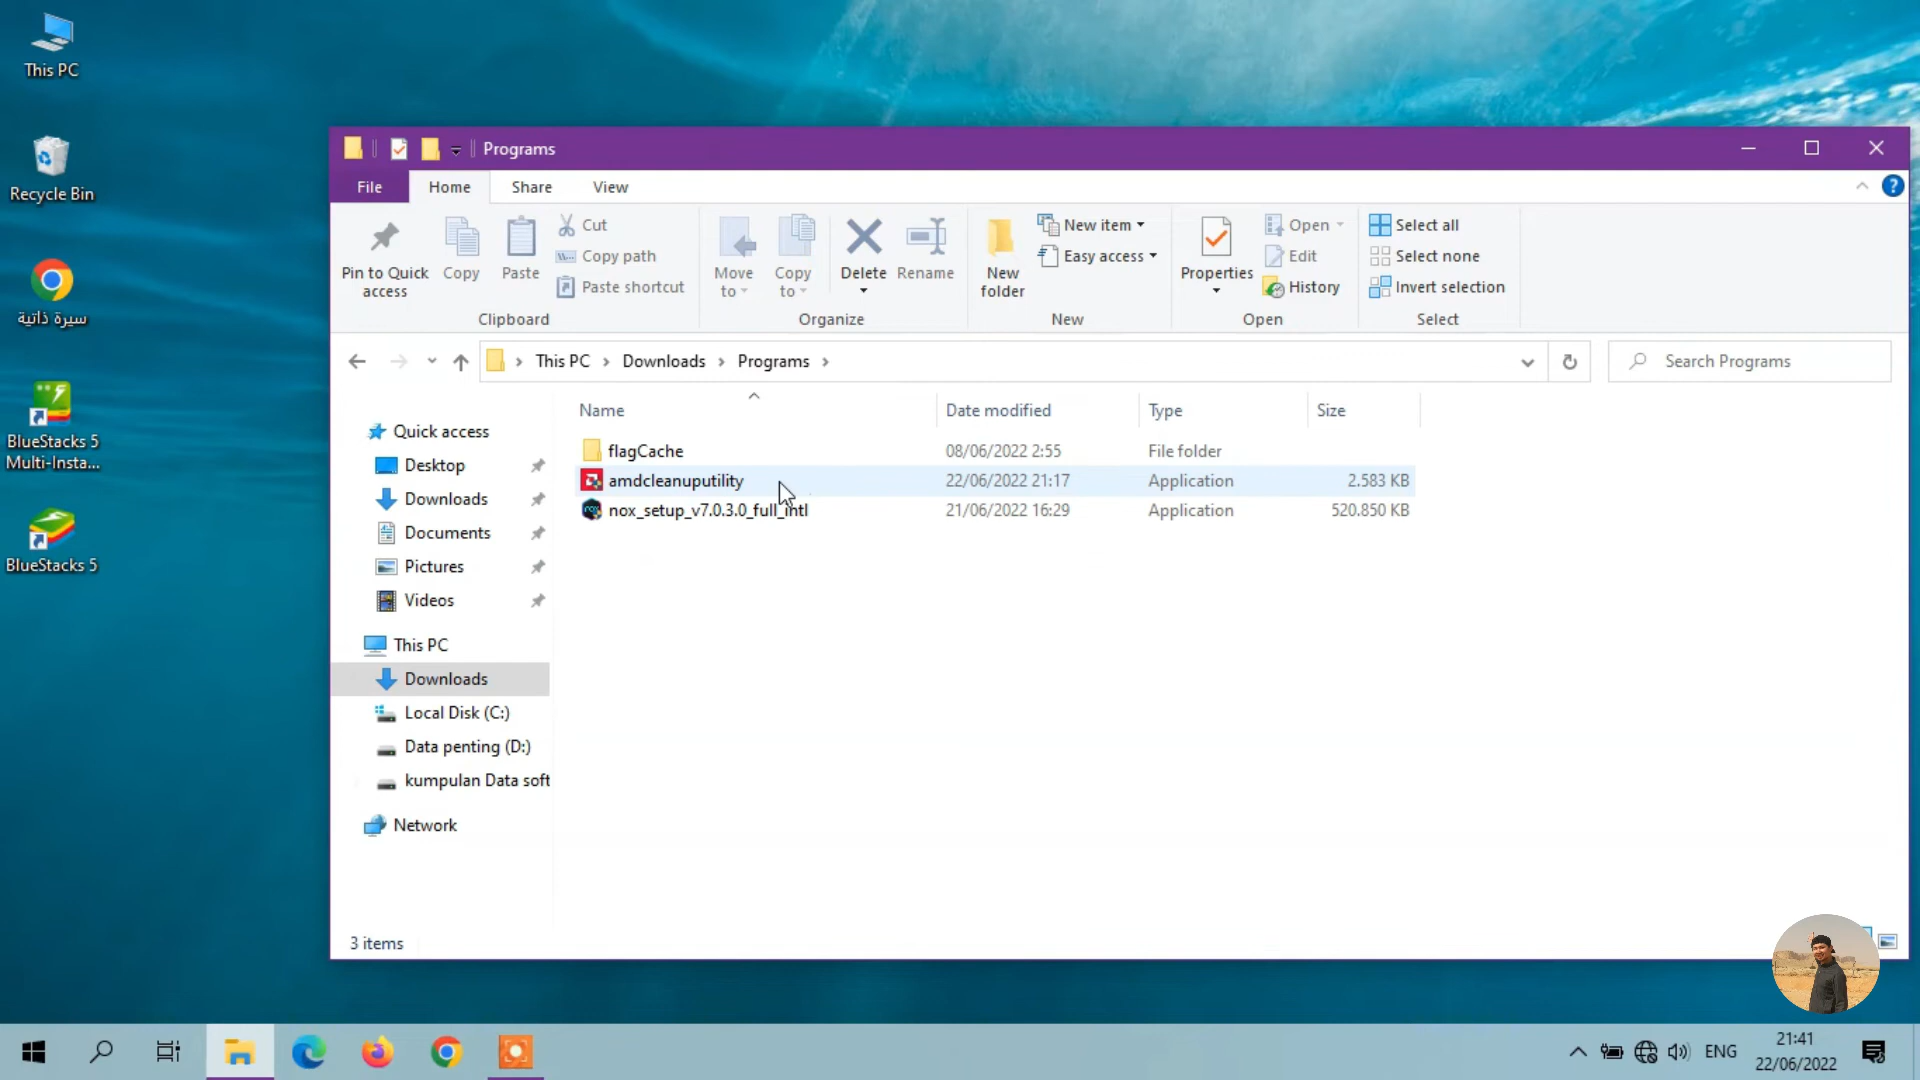 This PC
Recycle Bin
سيرة ذاتية
BlueStacks 5
Multi-Insta...
BlueStacks 5
Programs
File
Home
Share
View
Pin to Quick
access
Copy
Paste
Cut
Copy path
Paste shortcut
Clipboard
Move
to
Copy
to
Delete
Rename
Organize
New
folder
New item
Easy access
New
Properties
Open
Edit
History
Open
Select all
Select none
Invert selection
Select
This PC
Downloads
Programs
Search Programs
Name
Date modified
Type
Size
flagCache
08/06/2022 2:55
File folder
amdcleanuputility
22/06/2022 21:17
Application
2.583 KB
nox_setup_v7.0.3.0_full_intl
21/06/2022 16:29
Application
520.850 KB
Quick access
Desktop
Downloads
Documents
Pictures
Videos
This PC
Downloads
Local Disk (C:)
Data penting (D:)
kumpulan Data soft
Network
3 items
ENG
21:41
22/06/2022